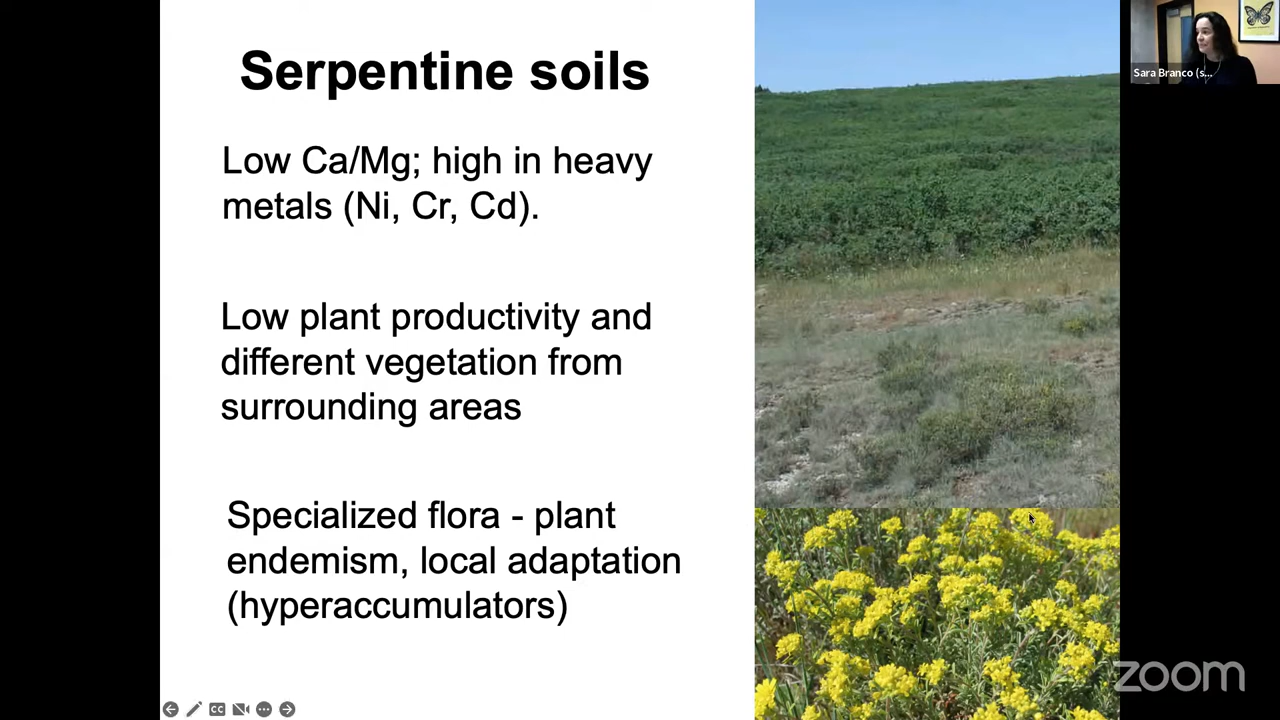 Serpentine soils
Low Ca/Mg; high in heavy
metals (Ni, Cr, Cd).
Low plant productivity and
different vegetation from
surrounding areas
Specialized flora - plant
endemism, local adaptation
(hyperaccumulators)
Sara Branco (s...
CC
zoom